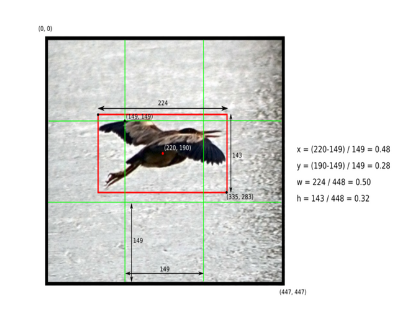 (0, 0)
224
(149, 149)
(220, 190)
143
x = (220-149) / 149 = 0.48
y = (190-149) / 149 = 0.28
w = 224 / 448 = 0.50
h = 143 / 448 = 0.32
(335, 283)
149
149
(447, 447)